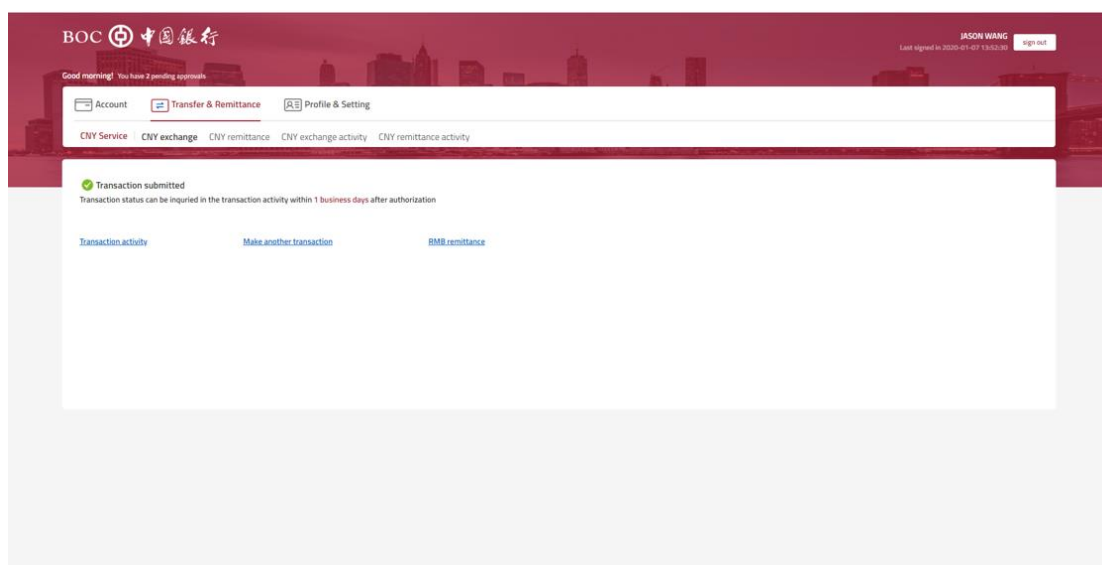 BOC 中国银行
JASON WANG
Last signed in 2020-01-07 13:52:30
sign out
Good morning! You have 2 pending approvals
Account Transfer & Remittance Profile & Setting
CNY Service CNY exchange CNY remittance CNY exchange activity CNY remittance activity
Transaction submitted
Transaction status can be inquried in the transaction activity within 1 business days after authorization
Transaction activity Make another transaction RMB remittance